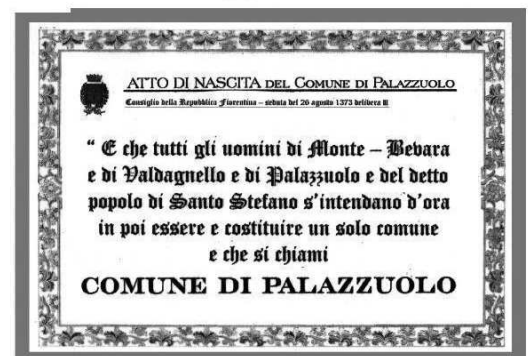 ATTO DI NASCITA DEL COMUNE DI PALAZZUOLO
Consiglio della Repubblica Fiorentina – seduta del 26 agosto 1373 delibera II
“ E che tutti gli uomini di Monte – Bebara
e di Valdagnello e di Palazzuolo e del detto
popolo di Santo Stefano s'intendano d'ora
in poi essere e costituire un solo comune
e che si chiami
COMUNE DI PALAZZUOLO